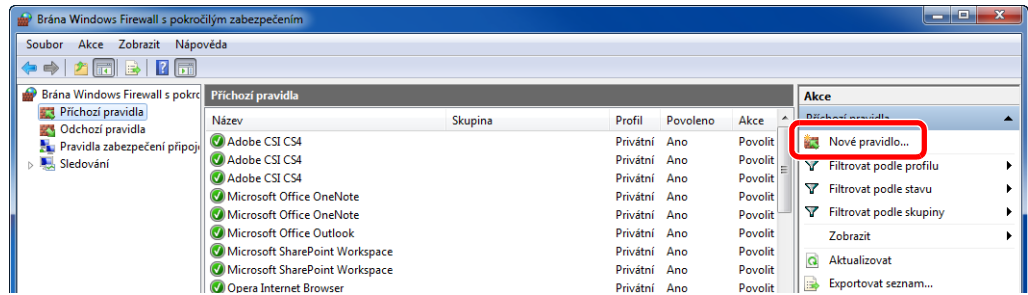 Brána Windows Firewall s pokročilým zabezpečením
Soubor Akce Zobrazit Nápověda
Brána Windows Firewall s pokrc
Příchozí pravidla
Odchozí pravidla
Pravidla zabezpečení připoje
Sledování
Příchozí pravidla
Název Skupina Profil Povoleno Akce
Adobe CSI CS4 Privátní Ano Povolit
Adobe CSI CS4 Privátní Ano Povolit
Adobe CSI CS4 Privátní Ano Povolit
Microsoft Office OneNote Privátní Ano Povolit
Microsoft Office OneNote Privátní Ano Povolit
Microsoft Office Outlook Privátní Ano Povolit
Microsoft SharePoint Workspace Privátní Ano Povolit
Microsoft SharePoint Workspace Privátní Ano Povolit
Opera Internet Browser Privátní Ano Povolit
Akce
Příchozí pravidla
Nové pravidlo...
Filtrovat podle profilu
Filtrovat podle stavu
Filtrovat podle skupiny
Zobrazit
Aktualizovat
Exportovat seznam...